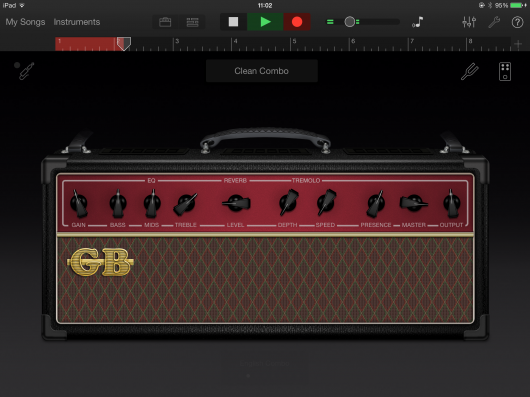 iPad 11:02 95%
My Songs Instruments
1 2 3 4 5 6 7 8
Clean Combo
EQ REVERB TREMOLO
GAIN BASS MIDS TREBLE LEVEL DEPTH SPEED PRESENCE MASTER OUTPUT
GB